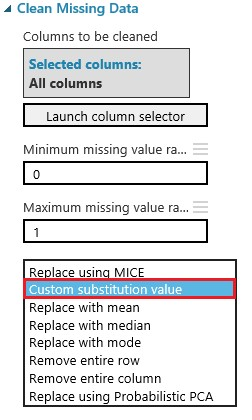 Clean Missing Data
Columns to be cleaned
Selected columns:
All columns
Launch column selector
Minimum missing value ra...
0
Maximum missing value ra...
1
Replace using MICE
Custom substitution value
Replace with mean
Replace with median
Replace with mode
Remove entire row
Remove entire column
Replace using Probabilistic PCA